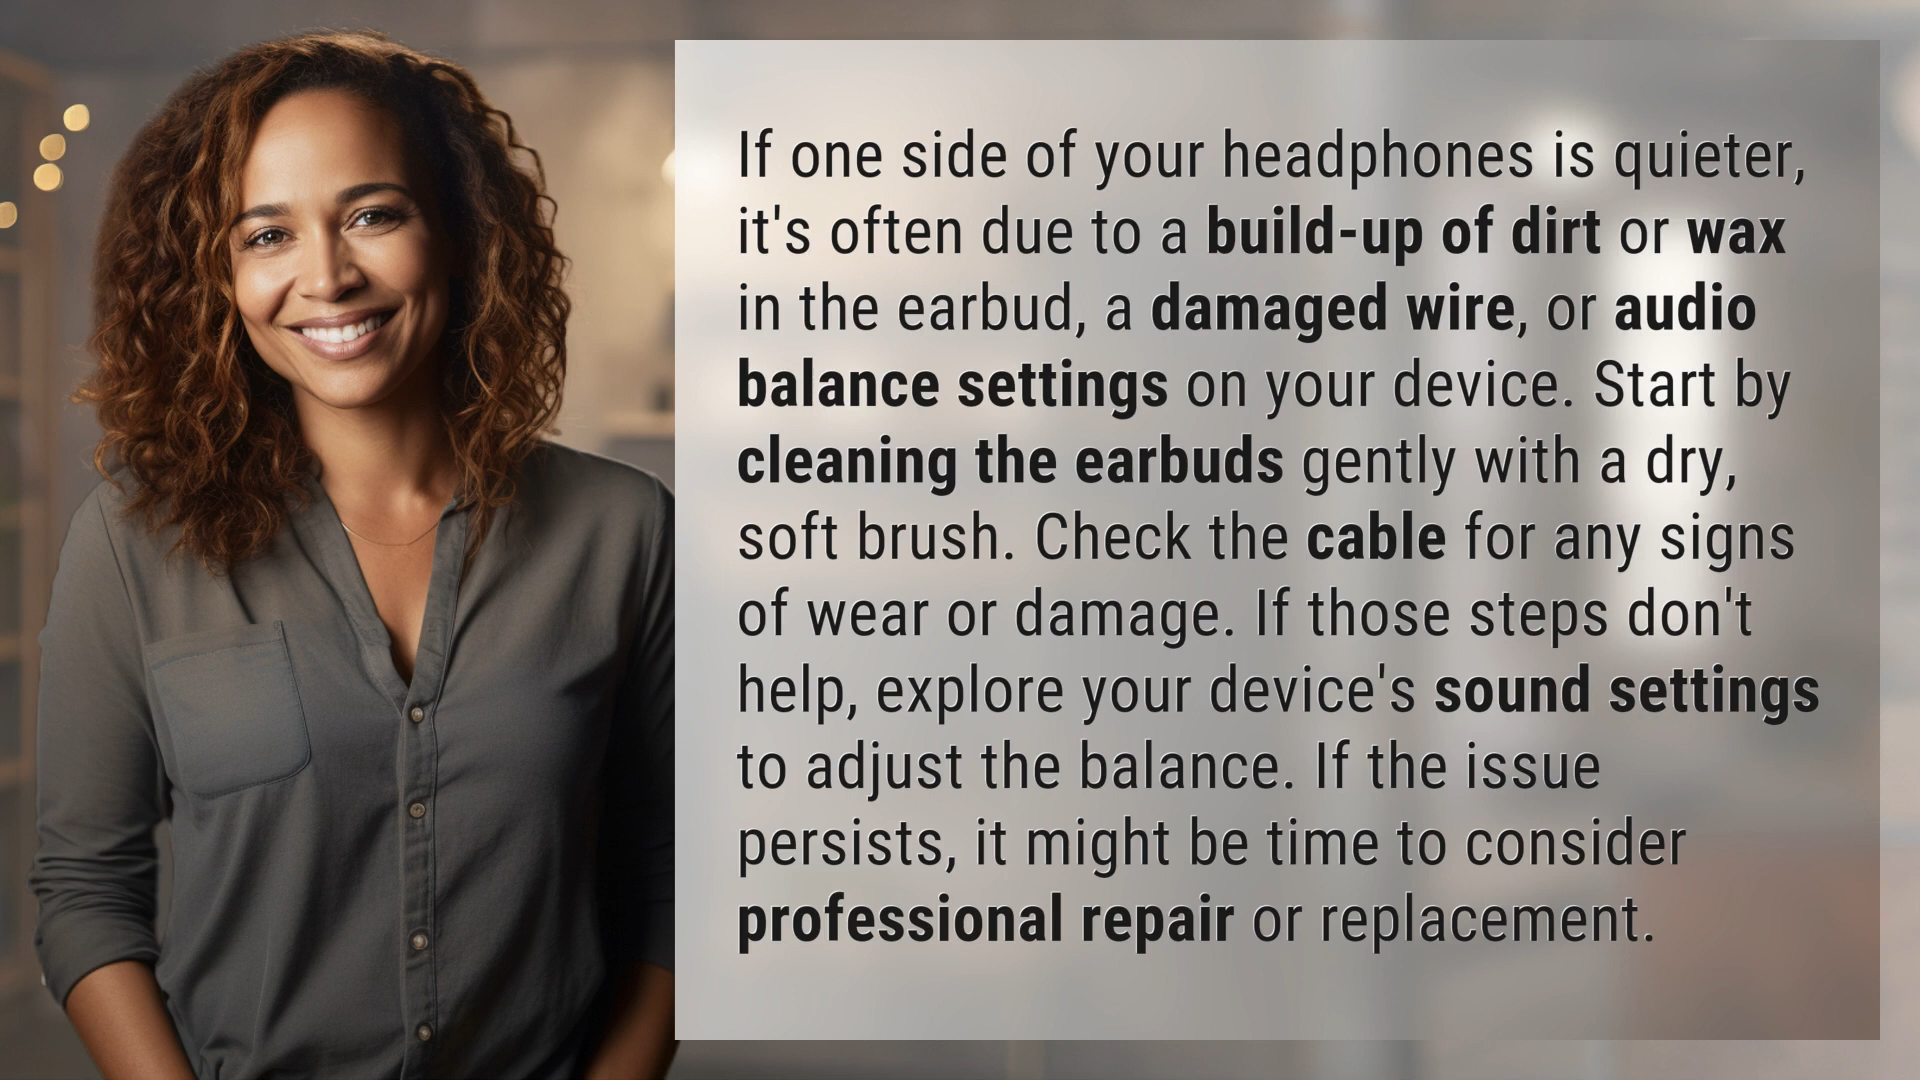 If one side of your headphones is quieter,
it's often due to a build-up of dirt or wax
in the earbud, a damaged wire, or audio
balance settings on your device. Start by
cleaning the earbuds gently with a dry,
soft brush. Check the cable for any signs
of wear or damage. If those steps don't
help, explore your device's sound settings
to adjust the balance. If the issue
persists, it might be time to consider
professional repair or replacement.